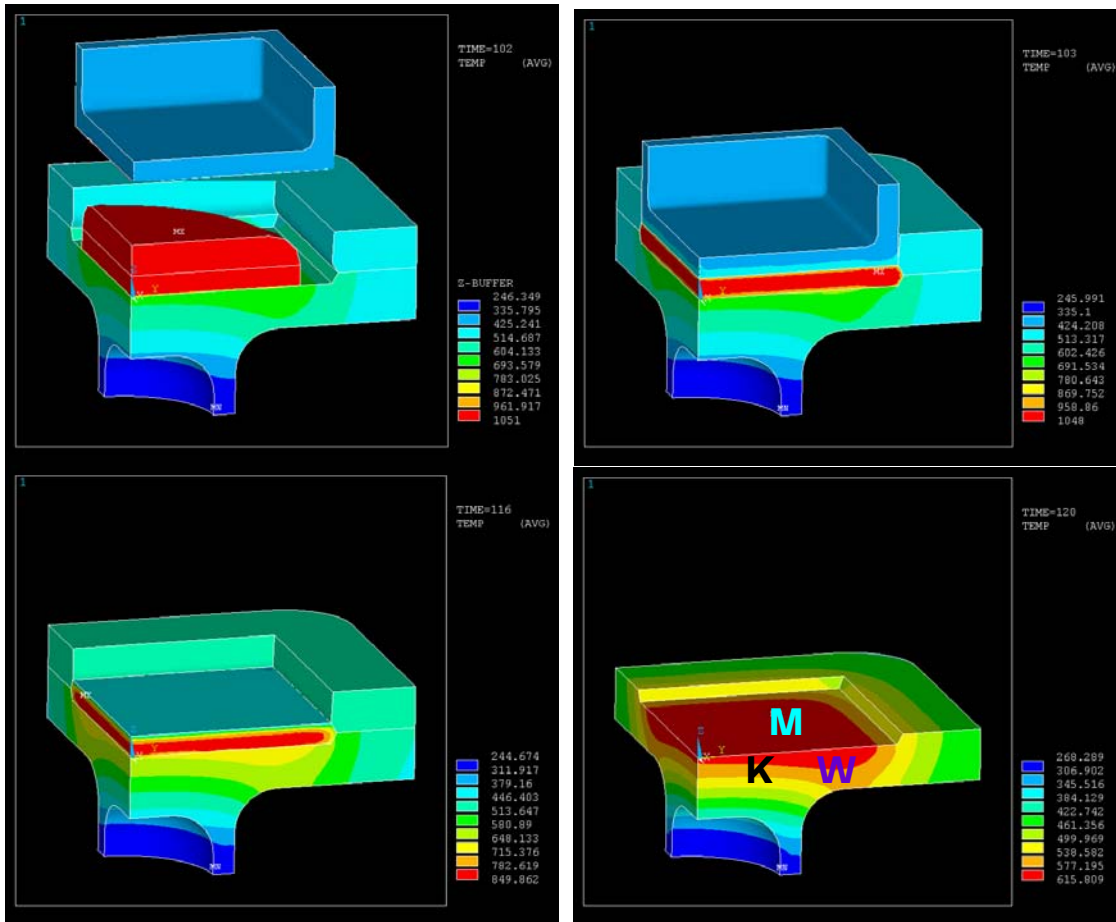 1
TIME=102
TEMP (AVG)
MX
Z
X Y
MN
Z-BUFFER
246.349
335.795
425.241
514.687
604.133
693.579
783.025
872.471
961.917
1051
1
TIME=103
TEMP (AVG)
MX
X Y
MN
245.991
335.1
424.208
513.317
602.426
691.534
780.643
869.752
958.86
1048
1
TIME=116
TEMP (AVG)
MX
Z
X Y
MN
244.674
311.917
379.16
446.403
513.647
580.89
648.133
715.376
782.619
849.862
1
TIME=120
TEMP (AVG)
M
Z
X Y
K W
MN
268.289
306.902
345.516
384.129
422.742
461.356
499.969
538.582
577.195
615.809